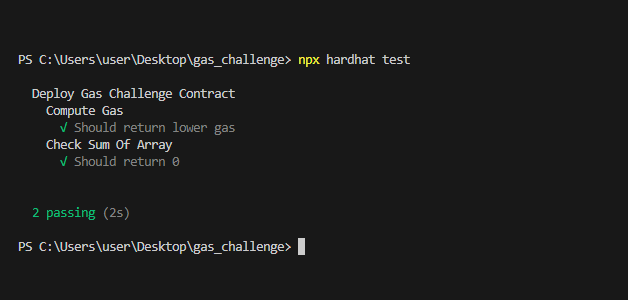 PS C:\Users\user\Desktop\gas_challenge> npx hardhat test
Deploy Gas Challenge Contract
Compute Gas
√ Should return lower gas
Check Sum Of Array
√ Should return 0
2 passing (2s)
PS C:\Users\user\Desktop\gas_challenge>